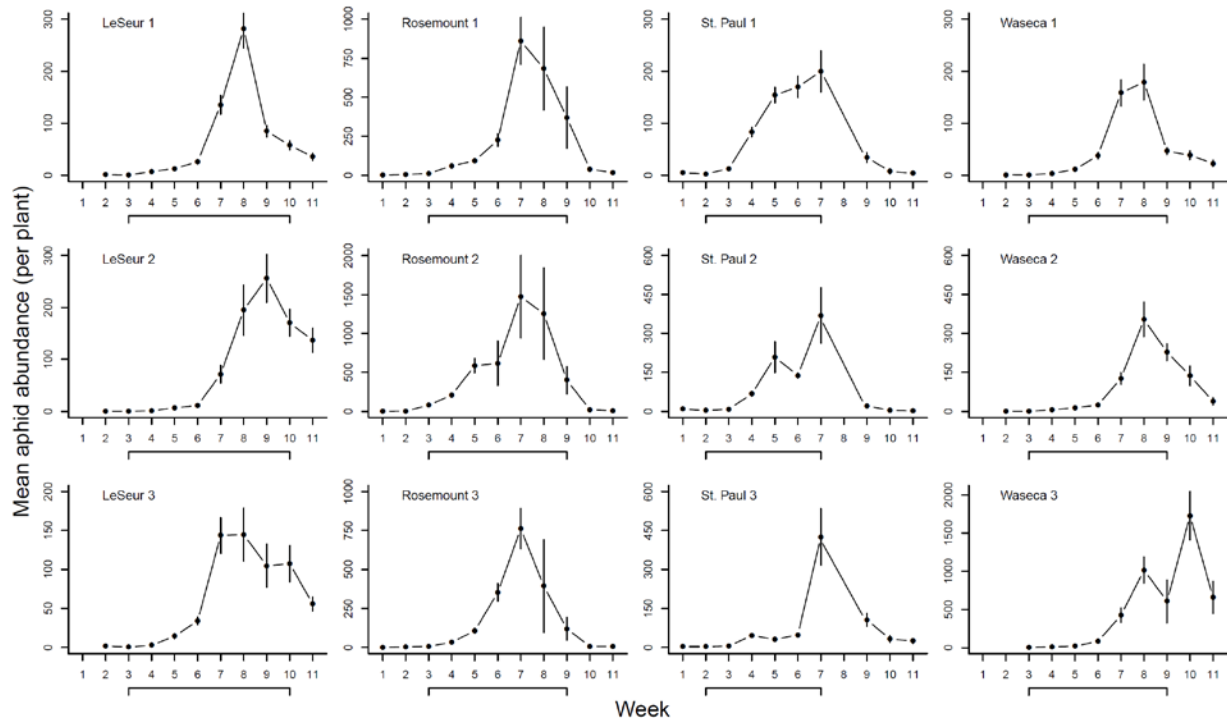 Mean aphid abundance (per plant)
LeSeur 1
300
200
100
0
1 2 3 4 5 6 7 8 9 10 11
Rosemount 1
1000
750
500
250
0
1 2 3 4 5 6 7 8 9 10 11
St. Paul 1
300
200
100
0
1 2 3 4 5 6 7 8 9 10 11
Waseca 1
300
200
100
0
1 2 3 4 5 6 7 8 9 10 11
LeSeur 2
300
200
100
0
1 2 3 4 5 6 7 8 9 10 11
Rosemount 2
2000
1500
1000
500
0
1 2 3 4 5 6 7 8 9 10 11
St. Paul 2
600
450
300
150
0
1 2 3 4 5 6 7 8 9 10 11
Waseca 2
600
450
300
150
0
1 2 3 4 5 6 7 8 9 10 11
LeSeur 3
200
150
100
50
0
1 2 3 4 5 6 7 8 9 10 11
Rosemount 3
1000
750
500
250
0
1 2 3 4 5 6 7 8 9 10 11
St. Paul 3
600
450
300
150
0
1 2 3 4 5 6 7 8 9 10 11
Waseca 3
2000
1500
1000
500
0
1 2 3 4 5 6 7 8 9 10 11
Week